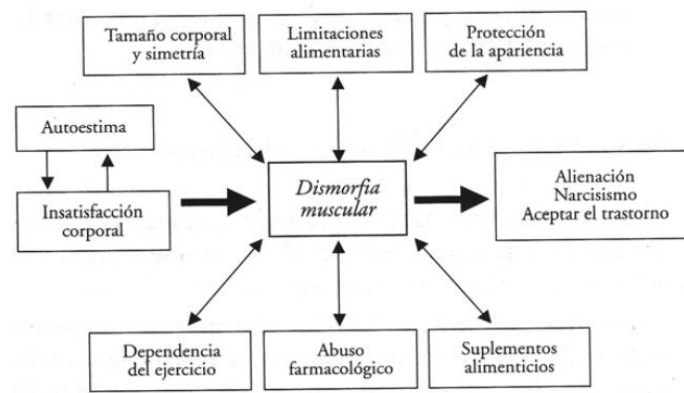 Tamaño corporal
y simetría
Limitaciones
alimentarias
Protección
de la apariencia
Autoestima
Insatisfacción
corporal
Dismorfia
muscular
Alienación
Narcisismo
Aceptar el trastorno
Dependencia
del ejercicio
Abuso
farmacológico
Suplementos
alimenticios